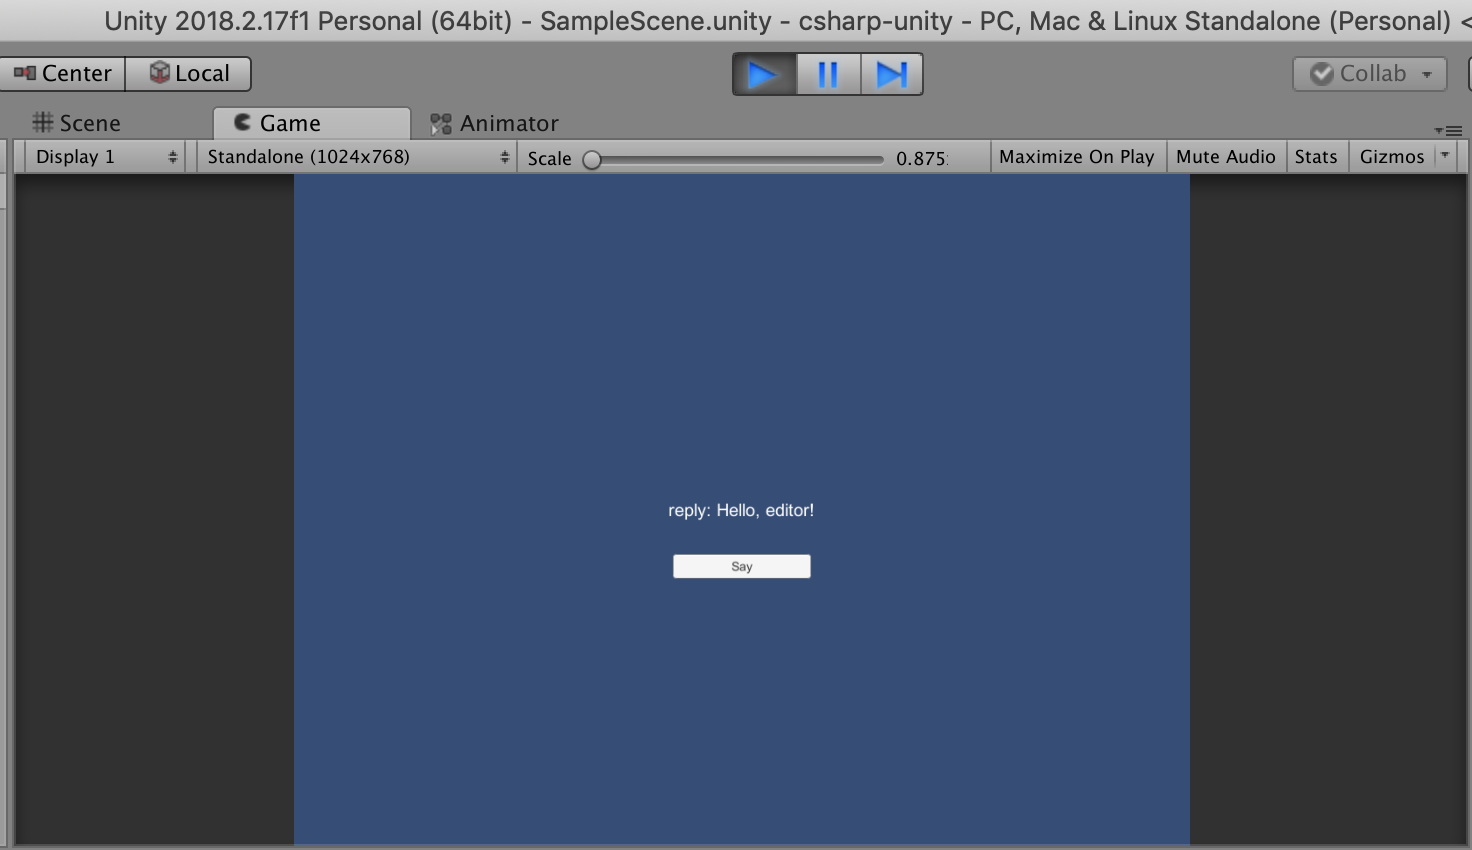 Unity 2018.2.17f1 Personal (64bit) - SampleScene.unity - csharp-unity - PC, Mac & Linux Standalone (Personal) <
Center Local Collab
Scene Game Animator
Display 1 Standalone (1024x768) Scale 0.875 Maximize On Play Mute Audio Stats Gizmos
reply: Hello, editor!
Say